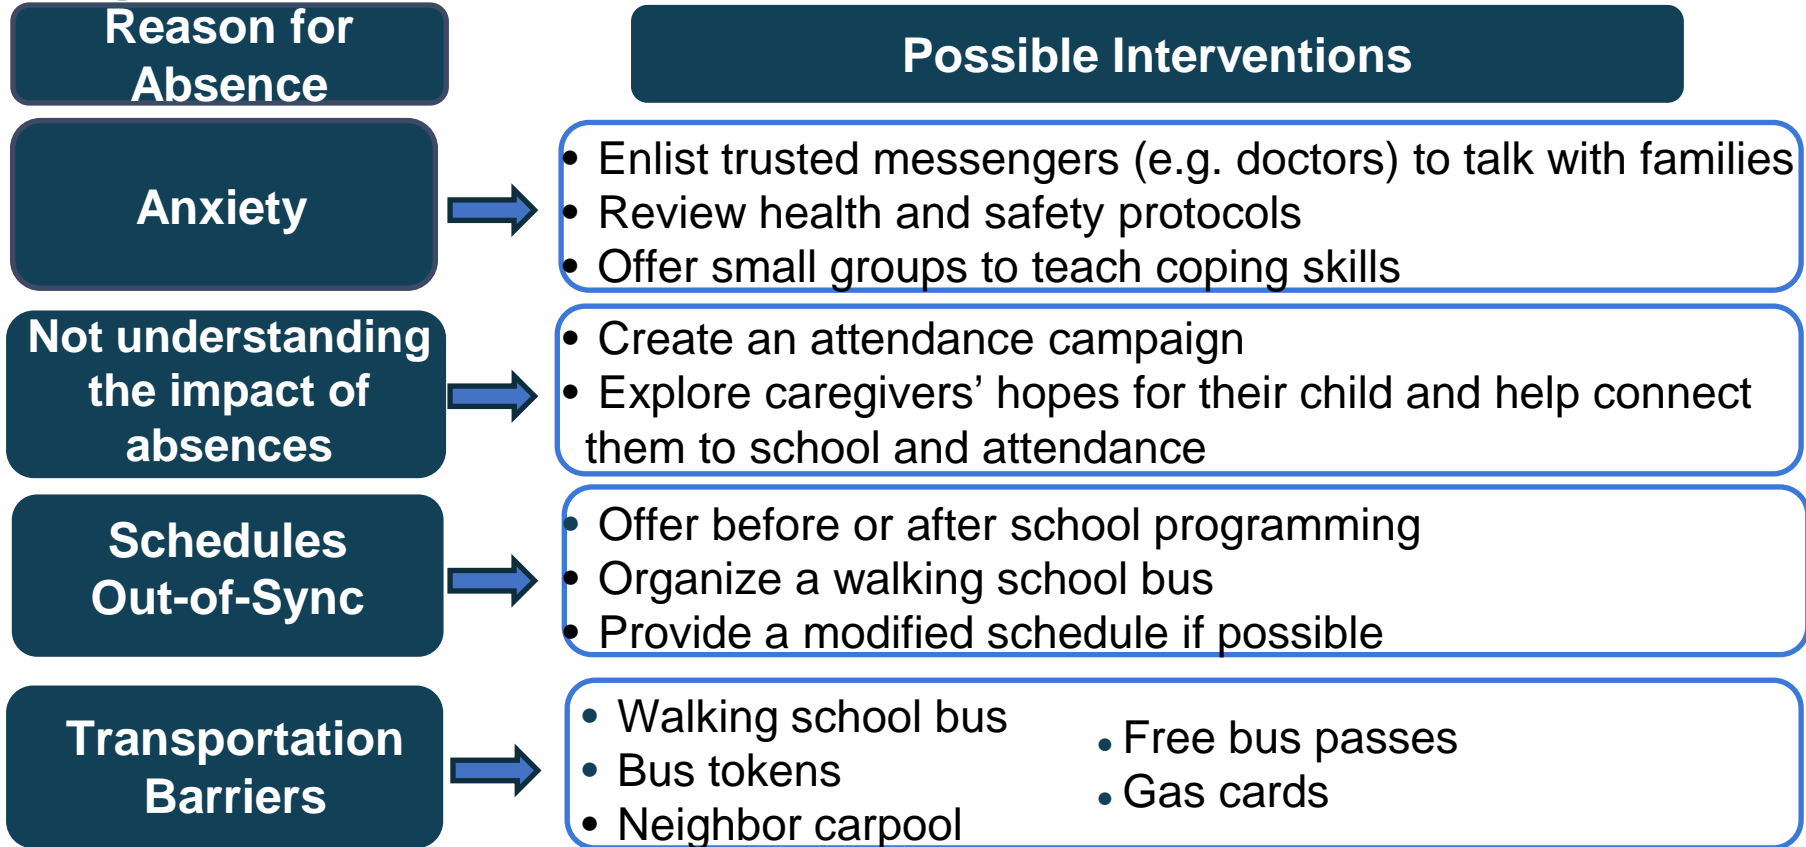 Reason for
Absence
Possible Interventions
Anxiety
• Enlist trusted messengers (e.g. doctors) to talk with families
• Review health and safety protocols
• Offer small groups to teach coping skills
Not understanding
the impact of
absences
• Create an attendance campaign
• Explore caregivers’ hopes for their child and help connect
them to school and attendance
Schedules
Out-of-Sync
• Offer before or after school programming
• Organize a walking school bus
• Provide a modified schedule if possible
Transportation
Barriers
• Walking school bus
• Bus tokens
• Neighbor carpool
• Free bus passes
• Gas cards